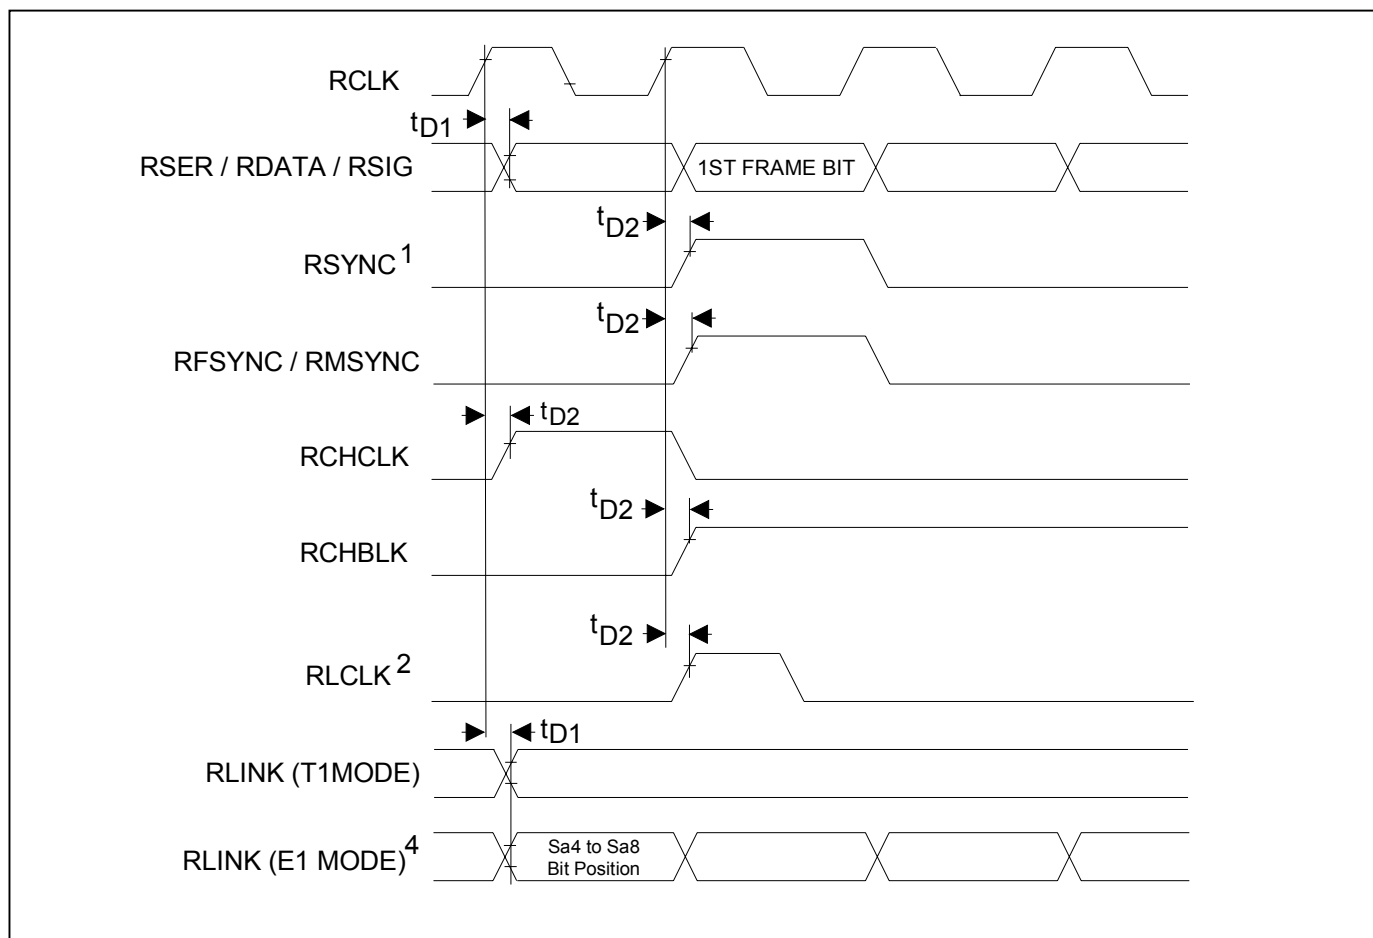 RCLK
tD1
RSER / RDATA / RSIG
1ST FRAME BIT
tD2
RSYNC1
tD2
RFSYNC / RMSYNC
tD2
RCHCLK
tD2
RCHBLK
tD2
RLCLK2
tD1
RLINK (T1MODE)
RLINK (E1 MODE)4
Sa4 to Sa8
Bit Position